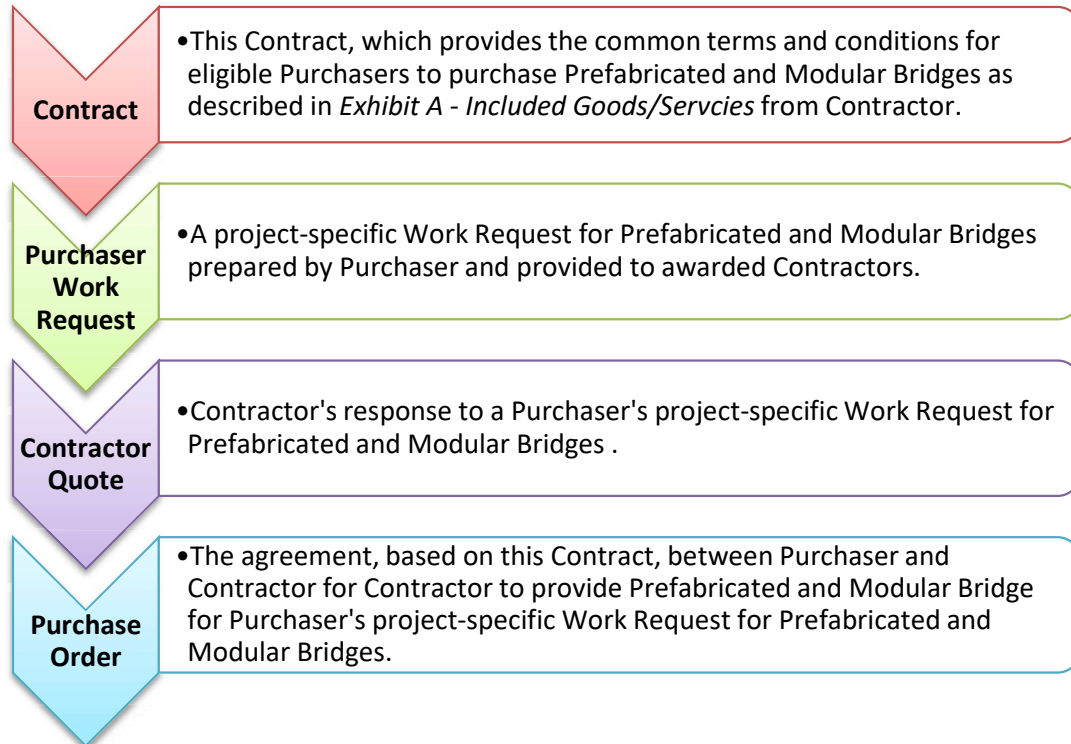 Contract
•This Contract, which provides the common terms and conditions for
eligible Purchasers to purchase Prefabricated and Modular Bridges as
described in Exhibit A - Included Goods/Servcies from Contractor.
Purchaser
Work
Request
•A project-specific Work Request for Prefabricated and Modular Bridges
prepared by Purchaser and provided to awarded Contractors.
Contractor
Quote
•Contractor's response to a Purchaser's project-specific Work Request for
Prefabricated and Modular Bridges .
Purchase
Order
•The agreement, based on this Contract, between Purchaser and
Contractor for Contractor to provide Prefabricated and Modular Bridge
for Purchaser's project-specific Work Request for Prefabricated and
Modular Bridges.